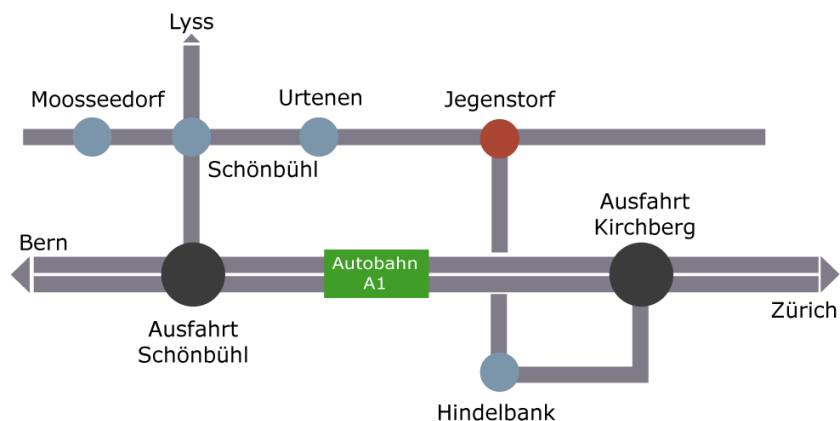 Lyss
Moosseedorf
Urtenen
Jegenstorf
Schönbühl
Ausfahrt
Kirchberg
Bern
Autobahn
A1
Zürich
Ausfahrt
Schönbühl
Hindelbank